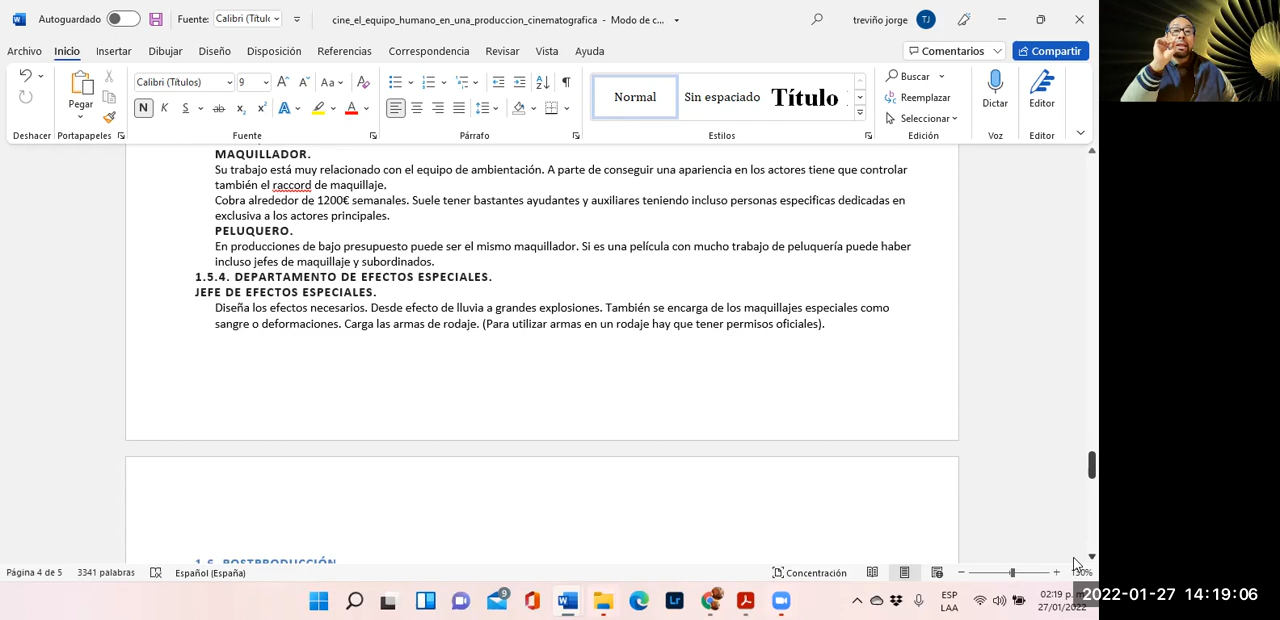 Autoguardado
Fuente:
Calibri (Títulc
cine_el_equipo_humano_en_una_produccion_cinematografica - Modo de c...
treviño jorge
TJ
Archivo
Inicio
Insertar
Dibujar
Diseño
Disposición
Referencias
Correspondencia
Revisar
Vista
Ayuda
Comentarios
Compartir
Calibri (Títulos)
9
Normal
Sin espaciado
Título
Buscar
Reemplazar
Seleccionar
Pegar
Dictar
Editor
Deshacer
Portapapeles
Fuente
Párrafo
Estilos
Edición
Voz
Editor
MAQUILLADOR.
Su trabajo está muy relacionado con el equipo de ambientación. A parte de conseguir una apariencia en los actores tiene que controlar
también el raccord de maquillaje.
Cobra alrededor de 1200€ semanales. Suele tener bastantes ayudantes y auxiliares teniendo incluso personas especificas dedicadas en
exclusiva a los actores principales.
PELUQUERO.
En producciones de bajo presupuesto puede ser el mismo maquillador. Si es una película con mucho trabajo de peluquería puede haber
incluso jefes de maquillaje y subordinados.
1.5.4. DEPARTAMENTO DE EFECTOS ESPECIALES.
JEFE DE EFECTOS ESPECIALES.
Diseña los efectos necesarios. Desde efecto de lluvia a grandes explosiones. También se encarga de los maquillajes especiales como
sangre o deformaciones. Carga las armas de rodaje. (Para utilizar armas en un rodaje hay que tener permisos oficiales).
1.6. POSTPRODUCCIÓN
Página 4 de 5
3341 palabras
Español (España)
Concentración
ESP
LAA
02:19 p. m
27/01/2022
2022-01-27 14:19:06